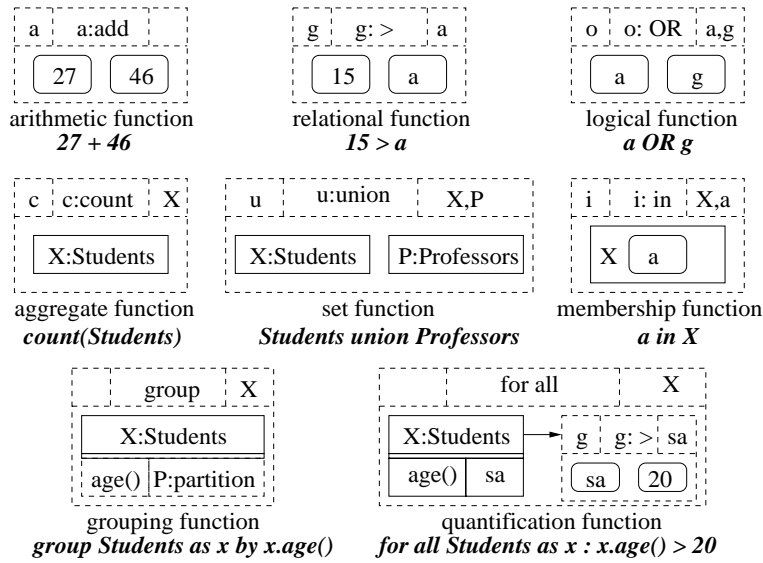 a a:add
27 46
arithmetic function
27 + 46
g g: > a
15 a
relational function
15 > a
o o: OR a,g
a g
logical function
a OR g
c c:count X
X:Students
aggregate function
count(Students)
u u:union X,P
X:Students P:Professors
set function
Students union Professors
i i: in X,a
X a
membership function
a in X
group X
X:Students
age() P:partition
grouping function
group Students as x by x.age()
for all X
X:Students g g: > sa
age() sa sa 20
quantification function
for all Students as x : x.age() > 20